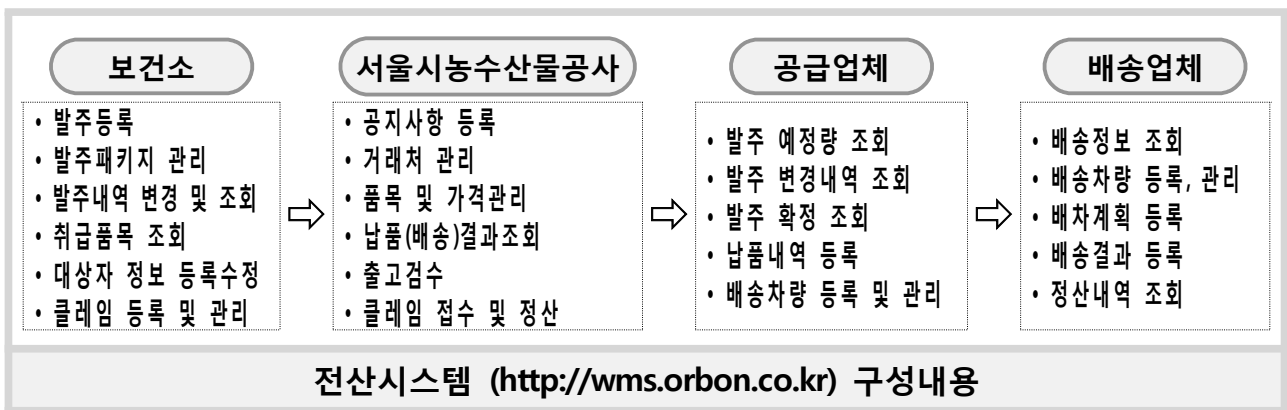 보건소
• 발주등록
• 발주패키지 관리
• 발주내역 변경 및 조회
• 취급품목 조회
• 대상자 정보 등록수정
• 클레임 등록 및 관리
서울시농수산물공사
• 공지사항 등록
• 거래처 관리
• 품목 및 가격관리
• 납품(배송)결과조회
• 출고검수
• 클레임 접수 및 정산
공급업체
• 발주 예정량 조회
• 발주 변경내역 조회
• 발주 확정 조회
• 납품내역 등록
• 배송차량 등록 및 관리
배송업체
• 배송정보 조회
• 배송차량 등록, 관리
• 배차계획 등록
• 배송결과 등록
• 정산내역 조회
전산시스템 (http://wms.orbon.co.kr) 구성내용